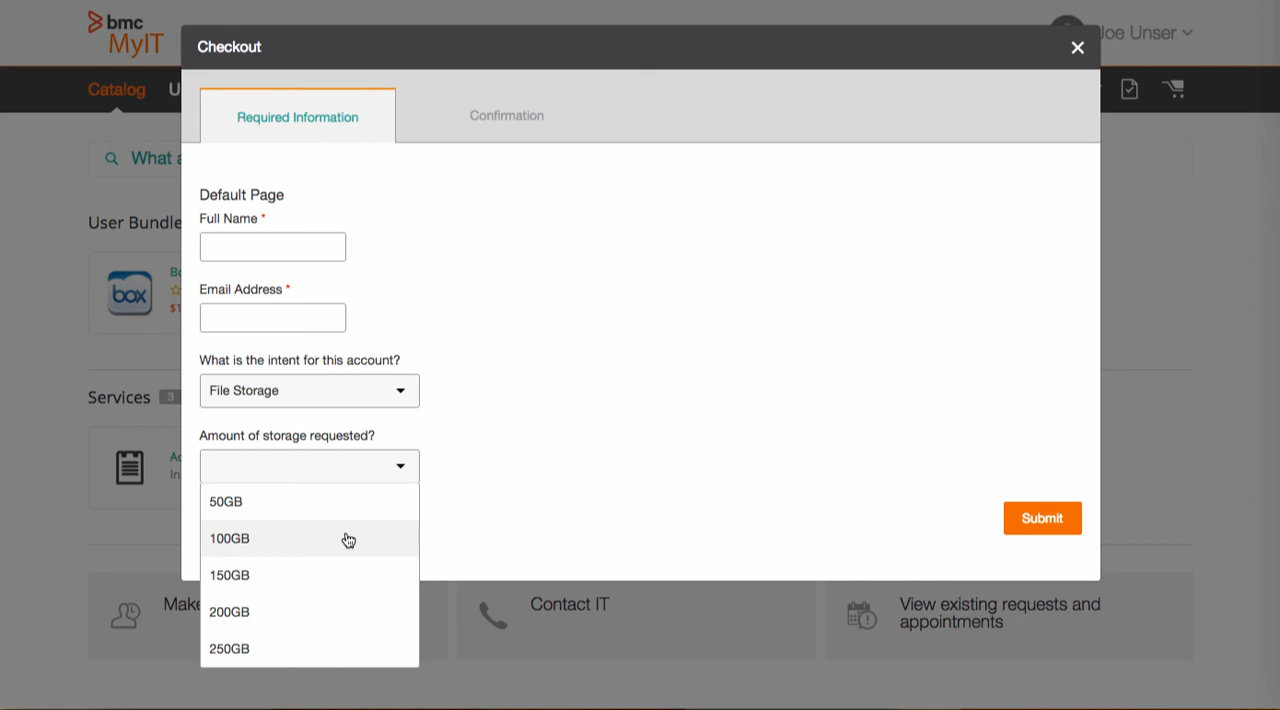 bmc
MyIT
Checkout
Joe Unser
Catalog
Required Information
Confirmation
What
Default Page
User Bundle
Full Name *
box
Email Address *
What is the intent for this account?
File Storage
Services 3
Amount of storage requested?
50GB
Submit
100GB
150GB
200GB
250GB
Make
Contact IT
View existing requests and
appointments